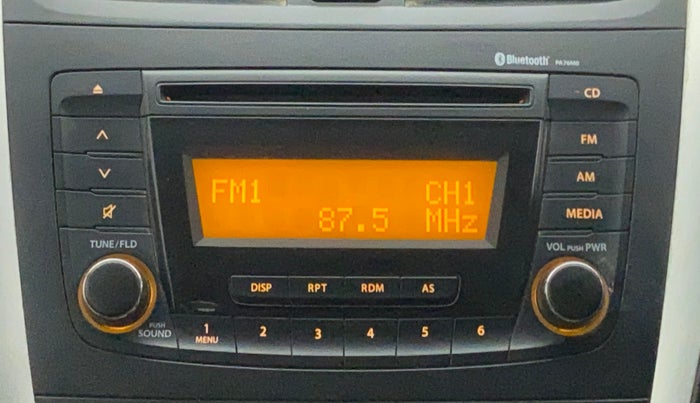 Bluetooth PA76M0
CD
FM
AM
MEDIA
FM1 CH1
87.5 MHz
TUNE/FLD
VOL PUSH PWR
DISP RPT RDM AS
PUSH
SOUND
1 2 3 4 5 6
MENU